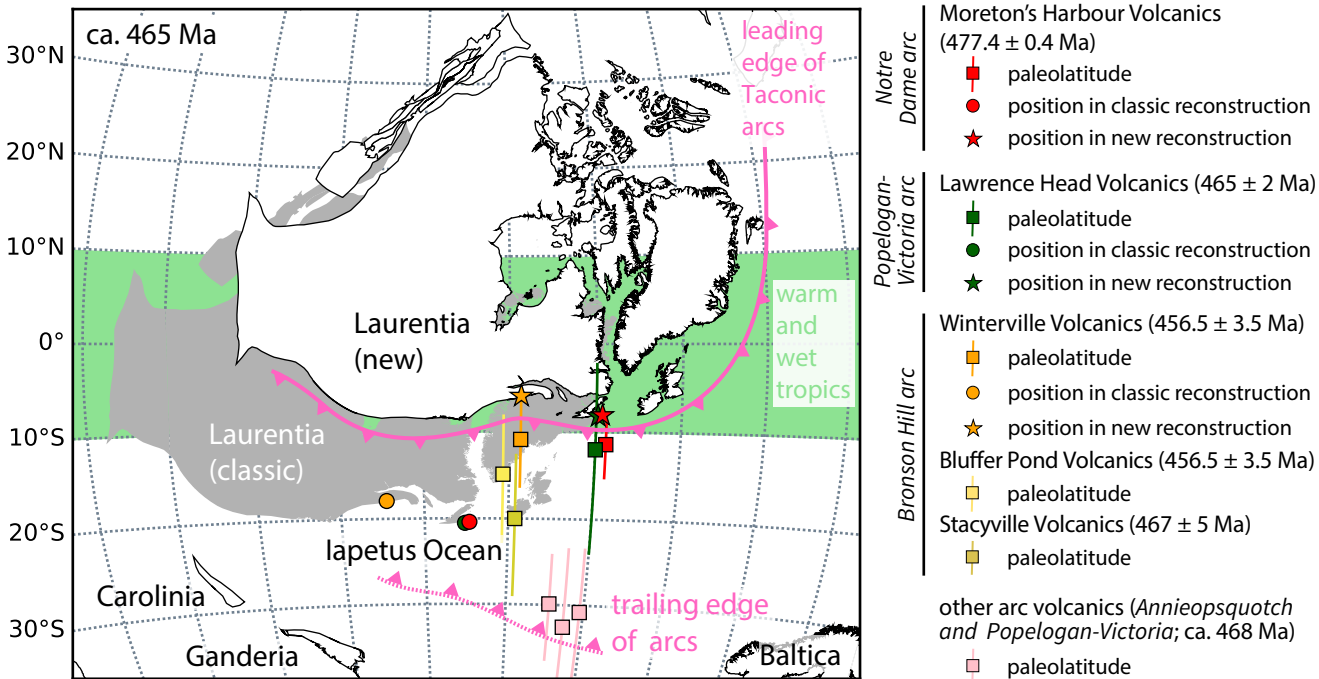 ca. 465 Ma
30°N
20°N
10°N
0°
10°S
20°S
30°S
leading
edge of
Taconic
arcs
warm
and
wet
tropics
Laurentia
(new)
Laurentia
(classic)
Iapetus Ocean
Carolinia
Ganderia
trailing edge
of arcs
Baltica
Notre
Dame arc
Moreton's Harbour Volcanics
(477.4 ± 0.4 Ma)
paleolatitude
position in classic reconstruction
position in new reconstruction
Popelogan-
Victoria arc
Lawrence Head Volcanics (465 ± 2 Ma)
paleolatitude
position in classic reconstruction
position in new reconstruction
Bronson Hill arc
Winterville Volcanics (456.5 ± 3.5 Ma)
paleolatitude
position in classic reconstruction
position in new reconstruction
Bluffer Pond Volcanics (456.5 ± 3.5 Ma)
paleolatitude
Stacyville Volcanics (467 ± 5 Ma)
paleolatitude
other arc volcanics (Annieopsquotch
and Popelogan-Victoria; ca. 468 Ma)
paleolatitude